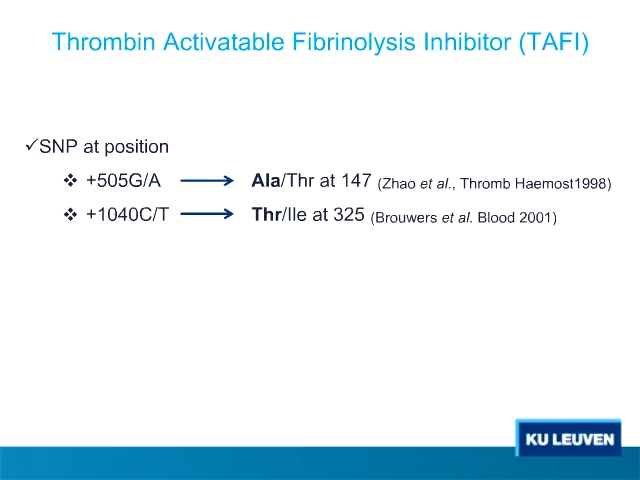 Thrombin Activatable Fibrinolysis Inhibitor (TAFI)
✓SNP at position
❖ +505G/A ⟶ Ala/Thr at 147 (Zhao et al., Thromb Haemost1998)
❖ +1040C/T ⟶ Thr/Ile at 325 (Brouwers et al. Blood 2001)
KU LEUVEN